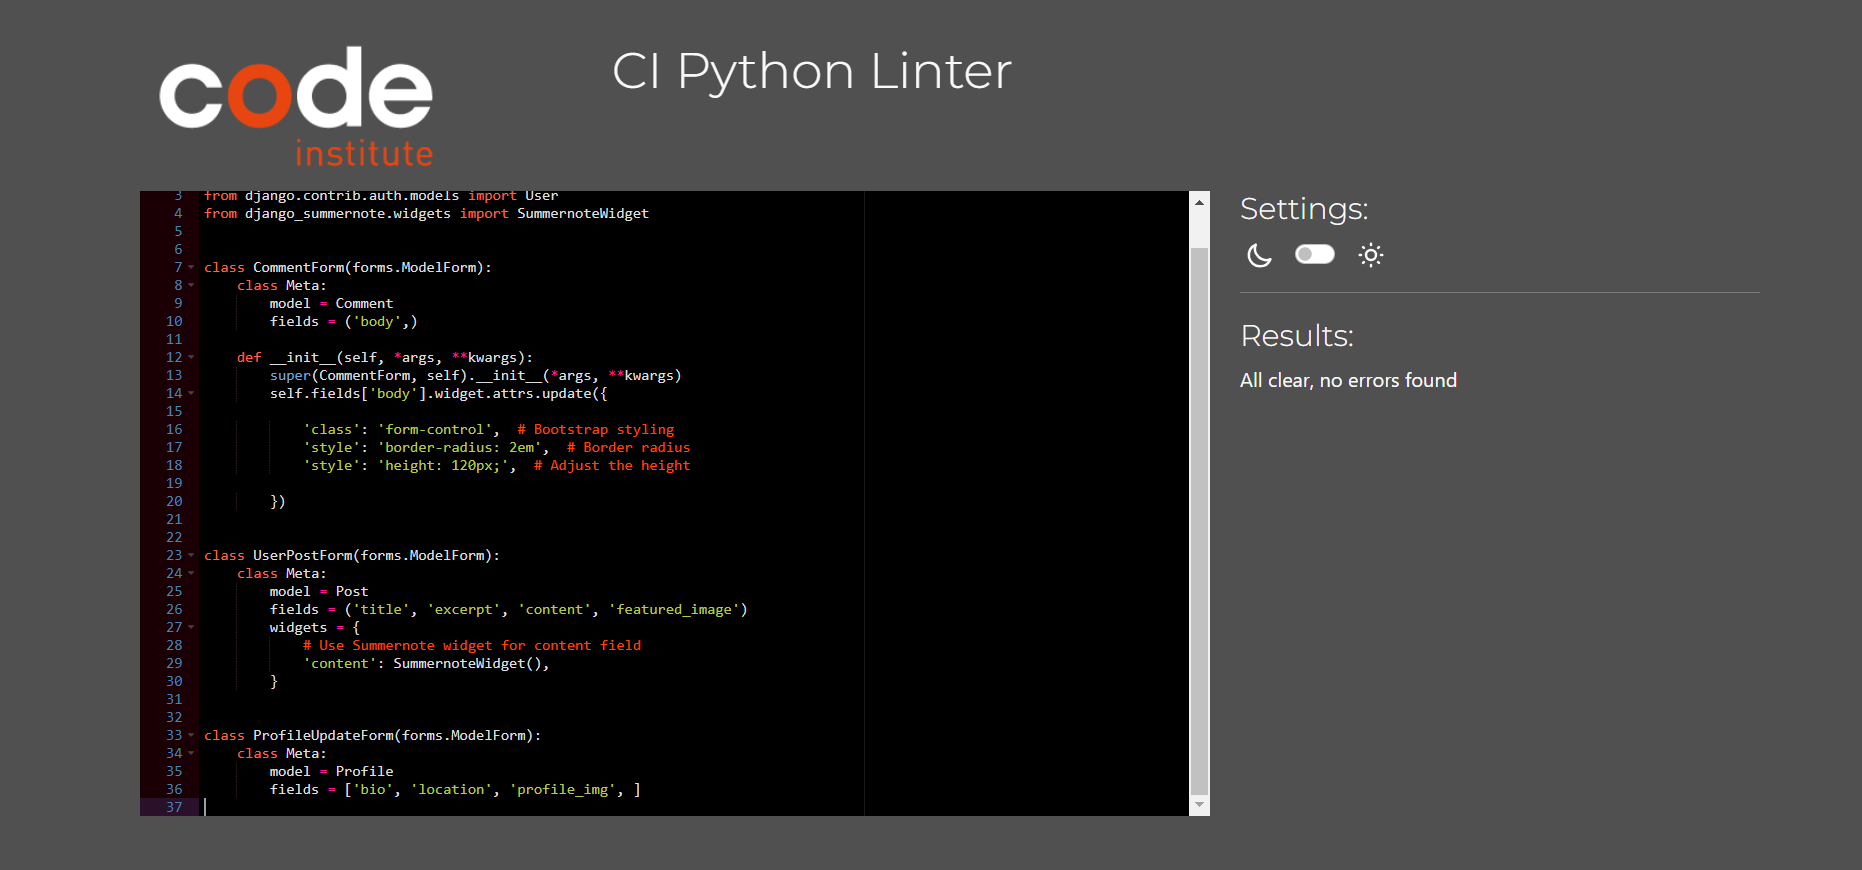 code
institute
CI Python Linter
3 from django.contrib.auth.models import User
4 from django_summernote.widgets import SummernoteWidget
5
6
7 class CommentForm(forms.ModelForm):
8     class Meta:
9         model = Comment
10         fields = ('body',)
11
12     def __init__(self, *args, **kwargs):
13         super(CommentForm, self).__init__(*args, **kwargs)
14         self.fields['body'].widget.attrs.update({
15
16             'class': 'form-control',  # Bootstrap styling
17             'style': 'border-radius: 2em',  # Border radius
18             'style': 'height: 120px;',  # Adjust the height
19
20         })
21
22
23 class UserPostForm(forms.ModelForm):
24     class Meta:
25         model = Post
26         fields = ('title', 'excerpt', 'content', 'featured_image')
27         widgets = {
28             # Use Summernote widget for content field
29             'content': SummernoteWidget(),
30         }
31
32
33 class ProfileUpdateForm(forms.ModelForm):
34     class Meta:
35         model = Profile
36         fields = ['bio', 'location', 'profile_img', ]
37
Settings:
Results:
All clear, no errors found